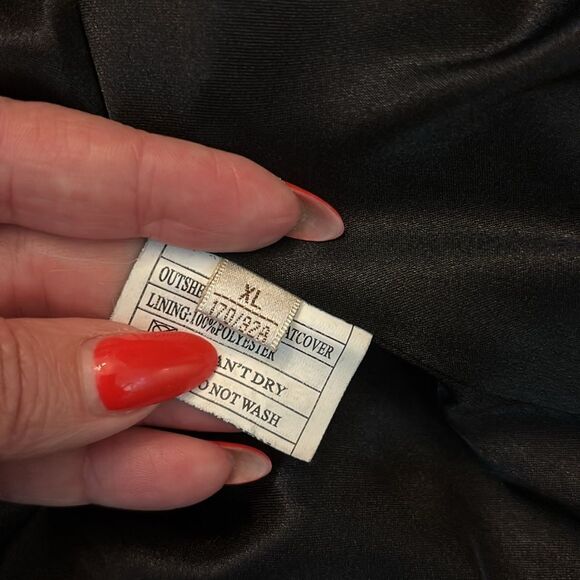 XL
170/92A
OUTSHE ATCOVER
LINING:100%POLYESTER
AN'T DRY
O NOT WASH